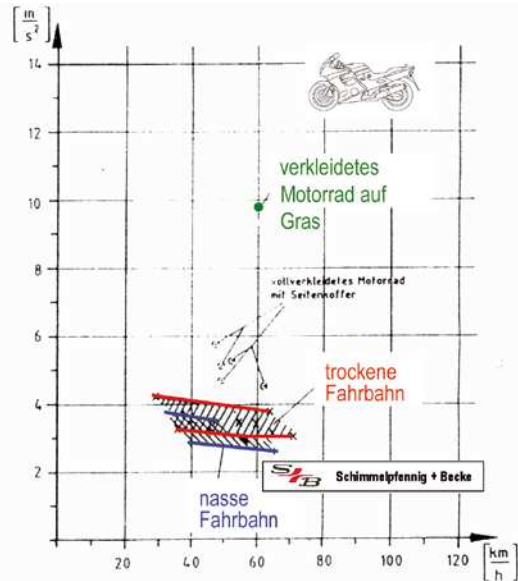 [m/s²]
14
12
verkleidetes
Motorrad auf
Gras
10
8
vollverkleidetes Motorrad
mit Seitenkoffer
6
trockene
Fahrbahn
4
2
S+B Schimmelpfennig + Becke
nasse
Fahrbahn
20
40
60
80
100
120
[km/h]